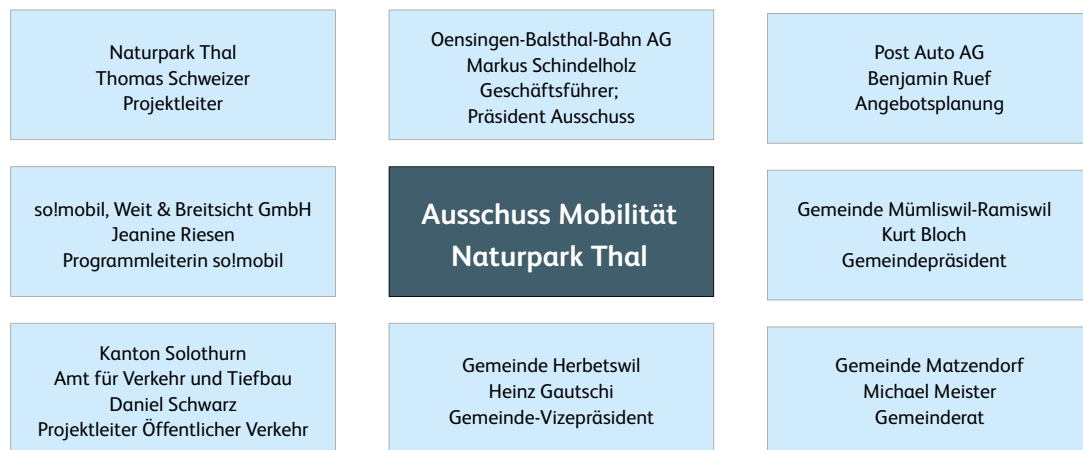 Naturpark Thal
Thomas Schweizer
Projektleiter
Oensingen-Balsthal-Bahn AG
Markus Schindelholz
Geschäftsführer;
Präsident Ausschuss
Post Auto AG
Benjamin Ruef
Angebotsplanung
so!mobil, Weit & Breitsicht GmbH
Jeanine Riesen
Programmleiterin so!mobil
Ausschuss Mobilität
Naturpark Thal
Gemeinde Mümliswil-Ramiswil
Kurt Bloch
Gemeindepräsident
Kanton Solothurn
Amt für Verkehr und Tiefbau
Daniel Schwarz
Projektleiter Öffentlicher Verkehr
Gemeinde Herbetswil
Heinz Gautschi
Gemeinde-Vizepräsident
Gemeinde Matzendorf
Michael Meister
Gemeinderat